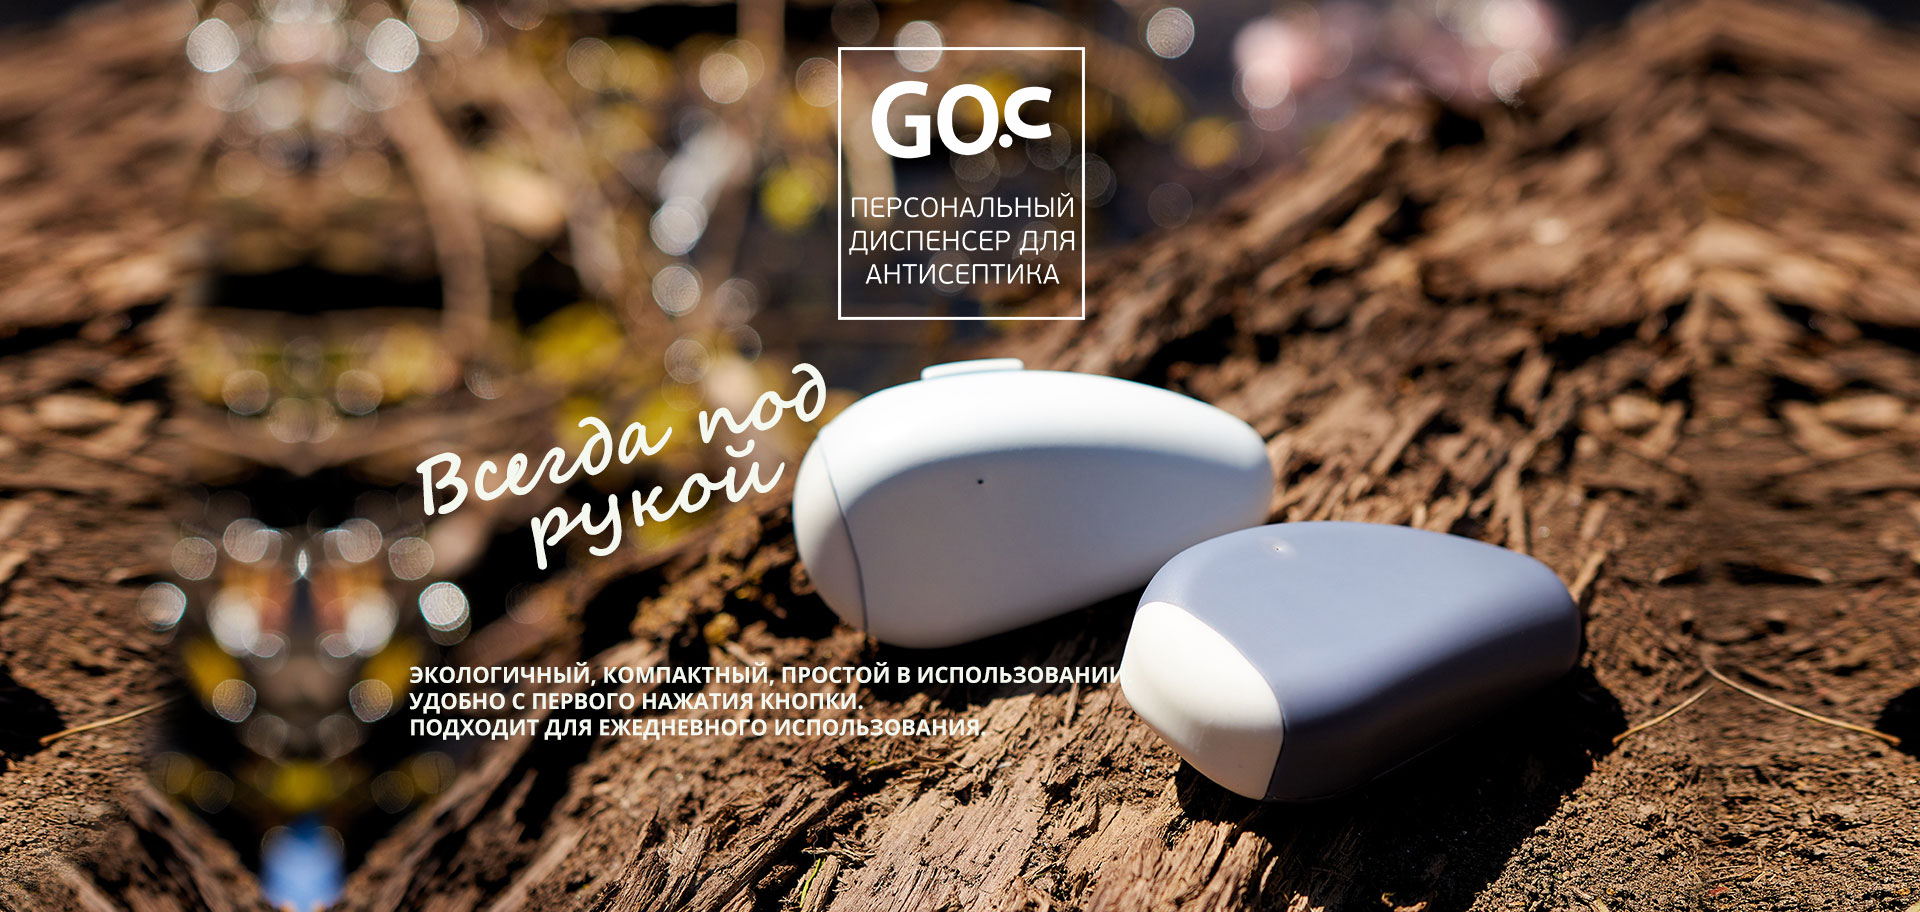 GO.c
ПЕРСОНАЛЬНЫЙ
ДИСПЕНСЕР ДЛЯ
АНТИСЕПТИКА
Всегда под
рукой
ЭКОЛОГИЧНЫЙ, КОМПАКТНЫЙ, ПРОСТОЙ В ИСПОЛЬЗОВАНИИ.
УДОБНО С ПЕРВОГО НАЖАТИЯ КНОПКИ.
ПОДХОДИТ ДЛЯ ЕЖЕДНЕВНОГО ИСПОЛЬЗОВАНИЯ.